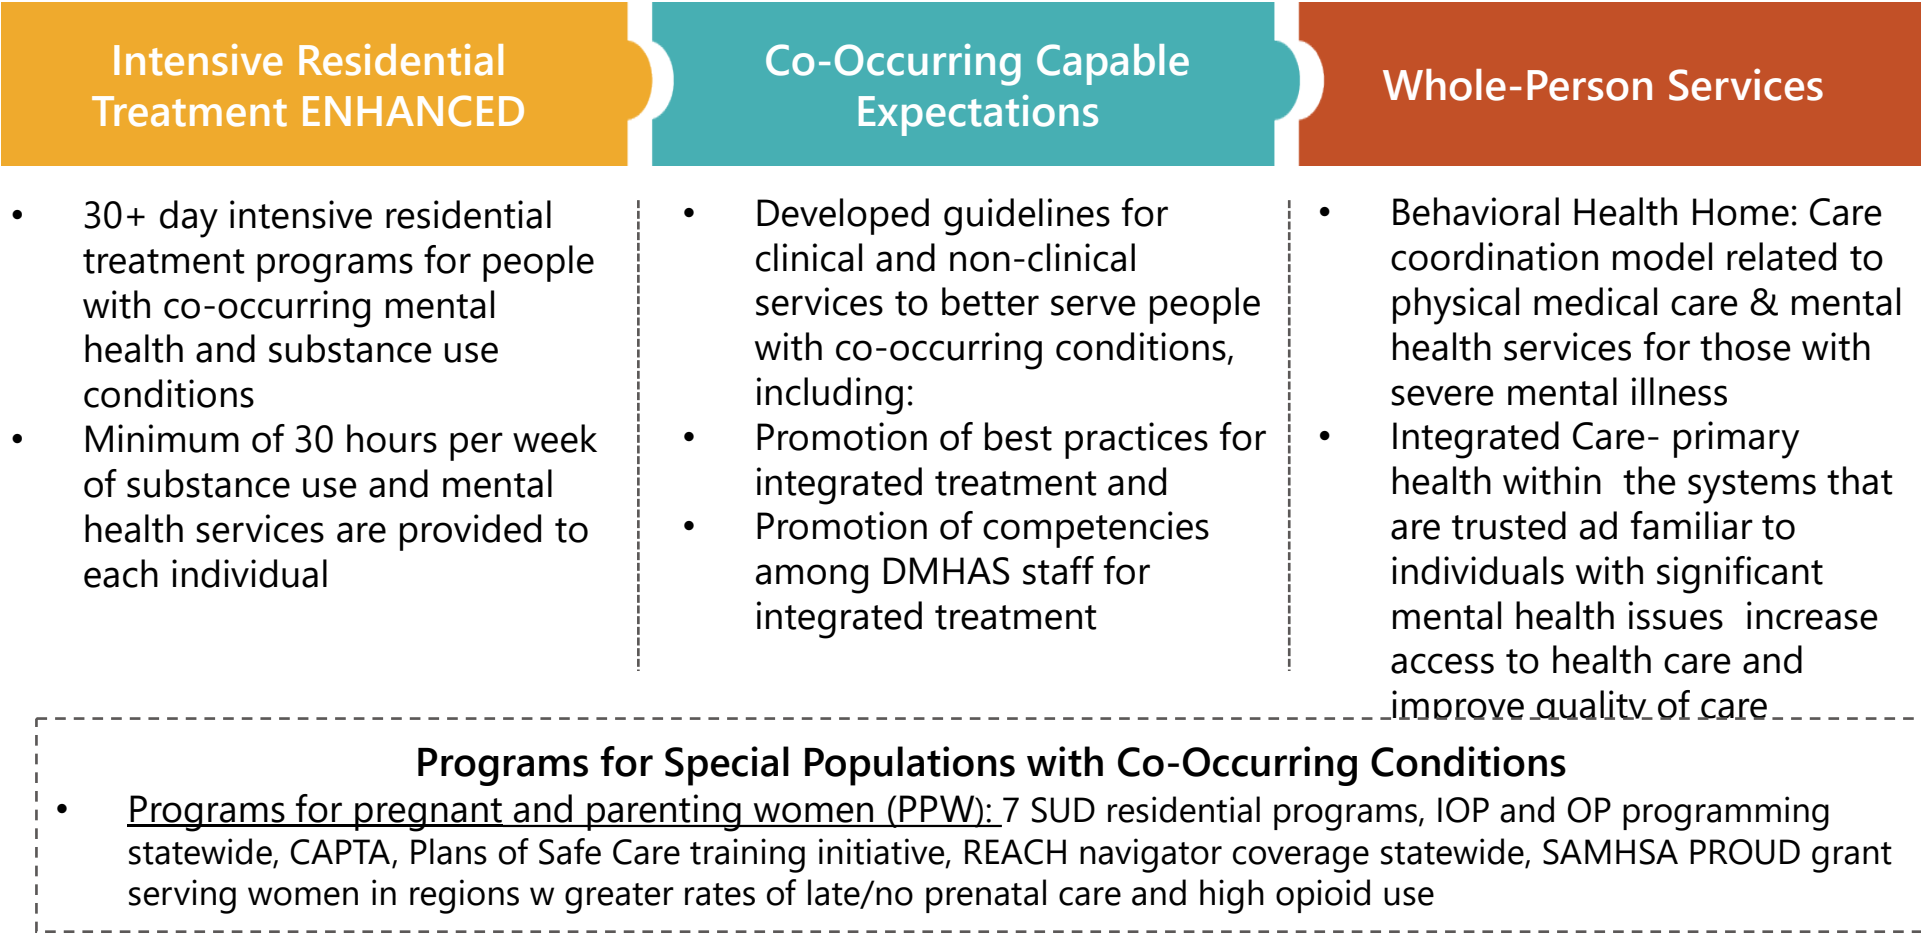 Intensive Residential
Treatment ENHANCED
Co-Occurring Capable
Expectations
Whole-Person Services
• 30+ day intensive residential
treatment programs for people
with co-occurring mental
health and substance use
conditions
• Minimum of 30 hours per week
of substance use and mental
health services are provided to
each individual
• Developed guidelines for
clinical and non-clinical
services to better serve people
with co-occurring conditions,
including:
• Promotion of best practices for
integrated treatment and
• Promotion of competencies
among DMHAS staff for
integrated treatment
• Behavioral Health Home: Care
coordination model related to
physical medical care & mental
health services for those with
severe mental illness
• Integrated Care- primary
health within the systems that
are trusted ad familiar to
individuals with significant
mental health issues increase
access to health care and
improve quality of care
Programs for Special Populations with Co-Occurring Conditions
• Programs for pregnant and parenting women (PPW): 7 SUD residential programs, IOP and OP programming
statewide, CAPTA, Plans of Safe Care training initiative, REACH navigator coverage statewide, SAMHSA PROUD grant
serving women in regions w greater rates of late/no prenatal care and high opioid use